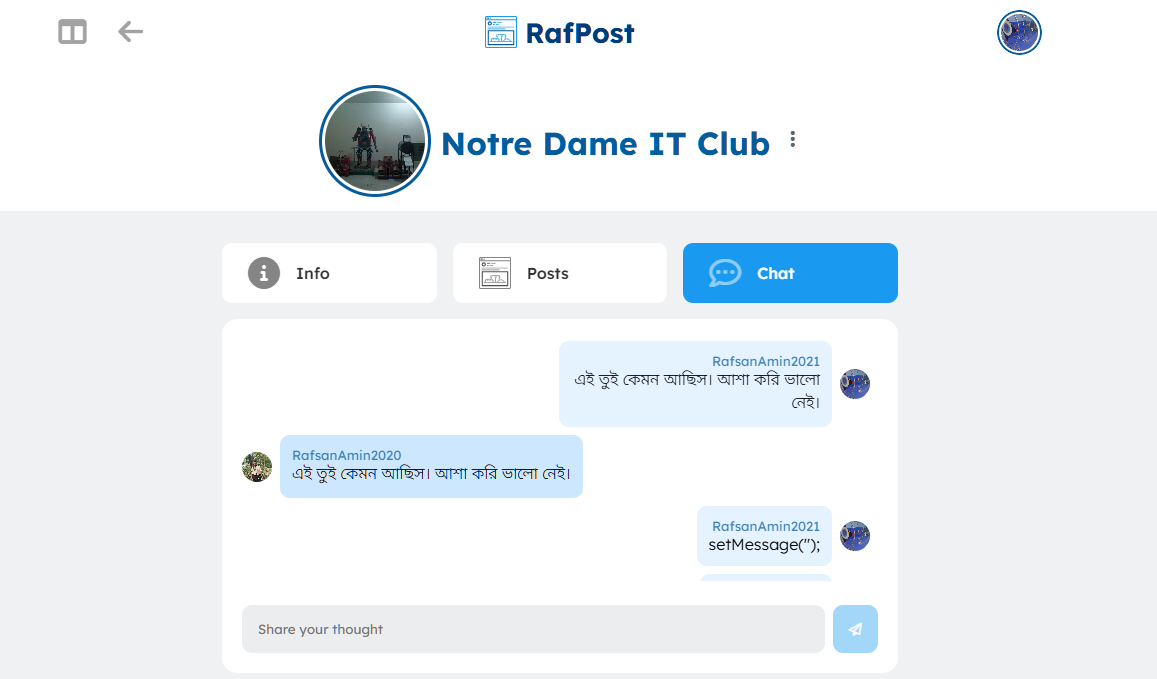 RafPost
Notre Dame IT Club
Info
Posts
Chat
RafsanAmin2021
এই তুই কেমন আছিস। আশা করি ভালো
নেই।
RafsanAmin2020
এই তুই কেমন আছিস। আশা করি ভালো নেই।
RafsanAmin2021
setMessage('');
Share your thought